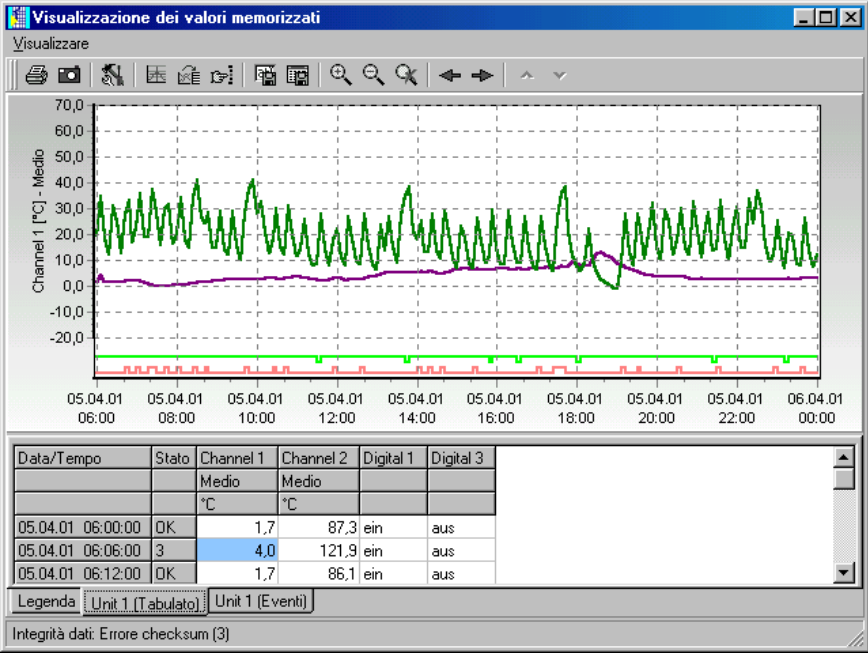 Visualizzazione dei valori memorizzati
Visualizzare
Channel 1 [°C] - Medio
70,0
60,0
50,0
40,0
30,0
20,0
10,0
0,0
-10,0
-20,0
05.04.01 05.04.01 05.04.01 05.04.01 05.04.01 05.04.01 05.04.01 05.04.01 05.04.01 06.04.01
06:00 08:00 10:00 12:00 14:00 16:00 18:00 20:00 22:00 00:00
Data/Tempo Stato Channel 1 Channel 2 Digital 1 Digital 3
Medio Medio
°C °C
05.04.01 06:00:00 OK 1,7 87,3 ein aus
05.04.01 06:06:00 3 4,0 121,9 ein aus
05.04.01 06:12:00 OK 1,7 86,1 ein aus
Legenda Unit 1 (Tabulato) Unit 1 (Eventi)
Integrità dati: Errore checksum (3)